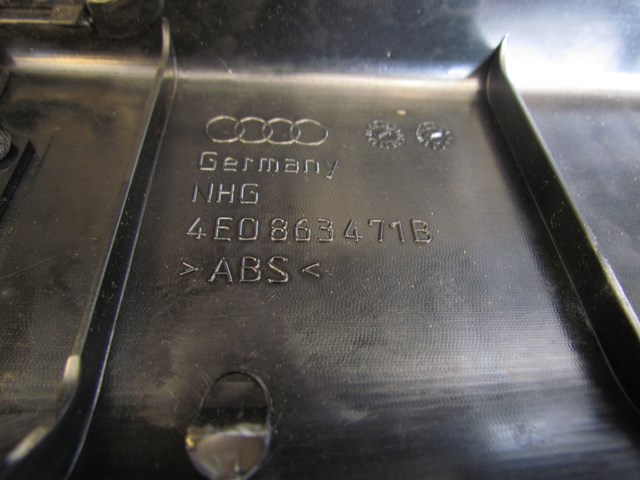 Germany
NHG
4E0863471B
>ABS<